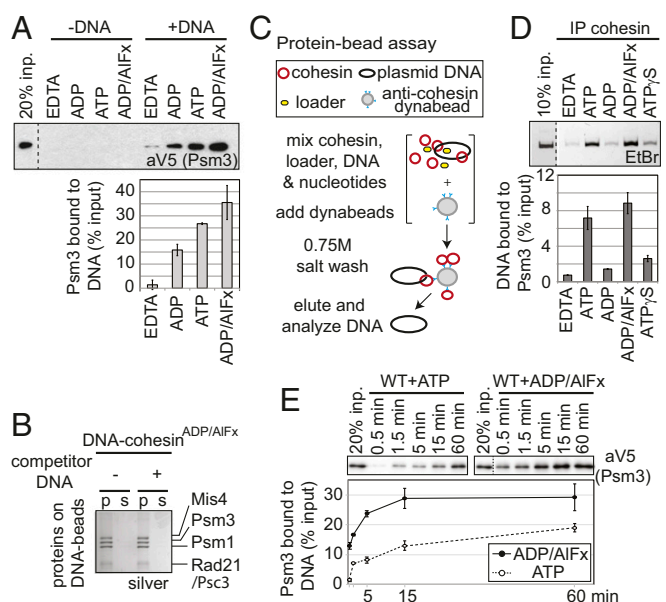 A
-DNA +DNA
20% inp.
EDTA
ADP
ATP
ADP/AlFx
EDTA
ADP
ATP
ADP/AlFx
aV5 (Psm3)
Psm3 bound to
DNA (% input)
40
30
20
10
0
EDTA
ADP
ATP
ADP/AlFx
B
DNA-cohesin ADP/AlFx
competitor
DNA
- +
p s p s
proteins on
DNA-beads
Mis4
Psm3
Psm1
Rad21
/Psc3
silver
C
Protein-bead assay
cohesin plasmid DNA
loader anti-cohesin
dynabead
mix cohesin,
loader, DNA
& nucleotides
+
add dynabeads
0.75M
salt wash
elute and
analyze DNA
D
IP cohesin
10% inp.
EDTA
ATP
ADP
ADP/AlFx
ATPγS
EtBr
DNA bound to
Psm3 (% input)
12
8
4
0
EDTA
ATP
ADP
ADP/AlFx
ATPγS
E
WT+ATP WT+ADP/AlFx
20% inp.
0.5 min
1.5 min
5 min
15 min
60 min
20% inp.
0.5 min
1.5 min
5 min
15 min
60 min
aV5
(Psm3)
Psm3 bound to
DNA (% input)
30
20
10
0
ADP/AlFx
ATP
5 15 60 min